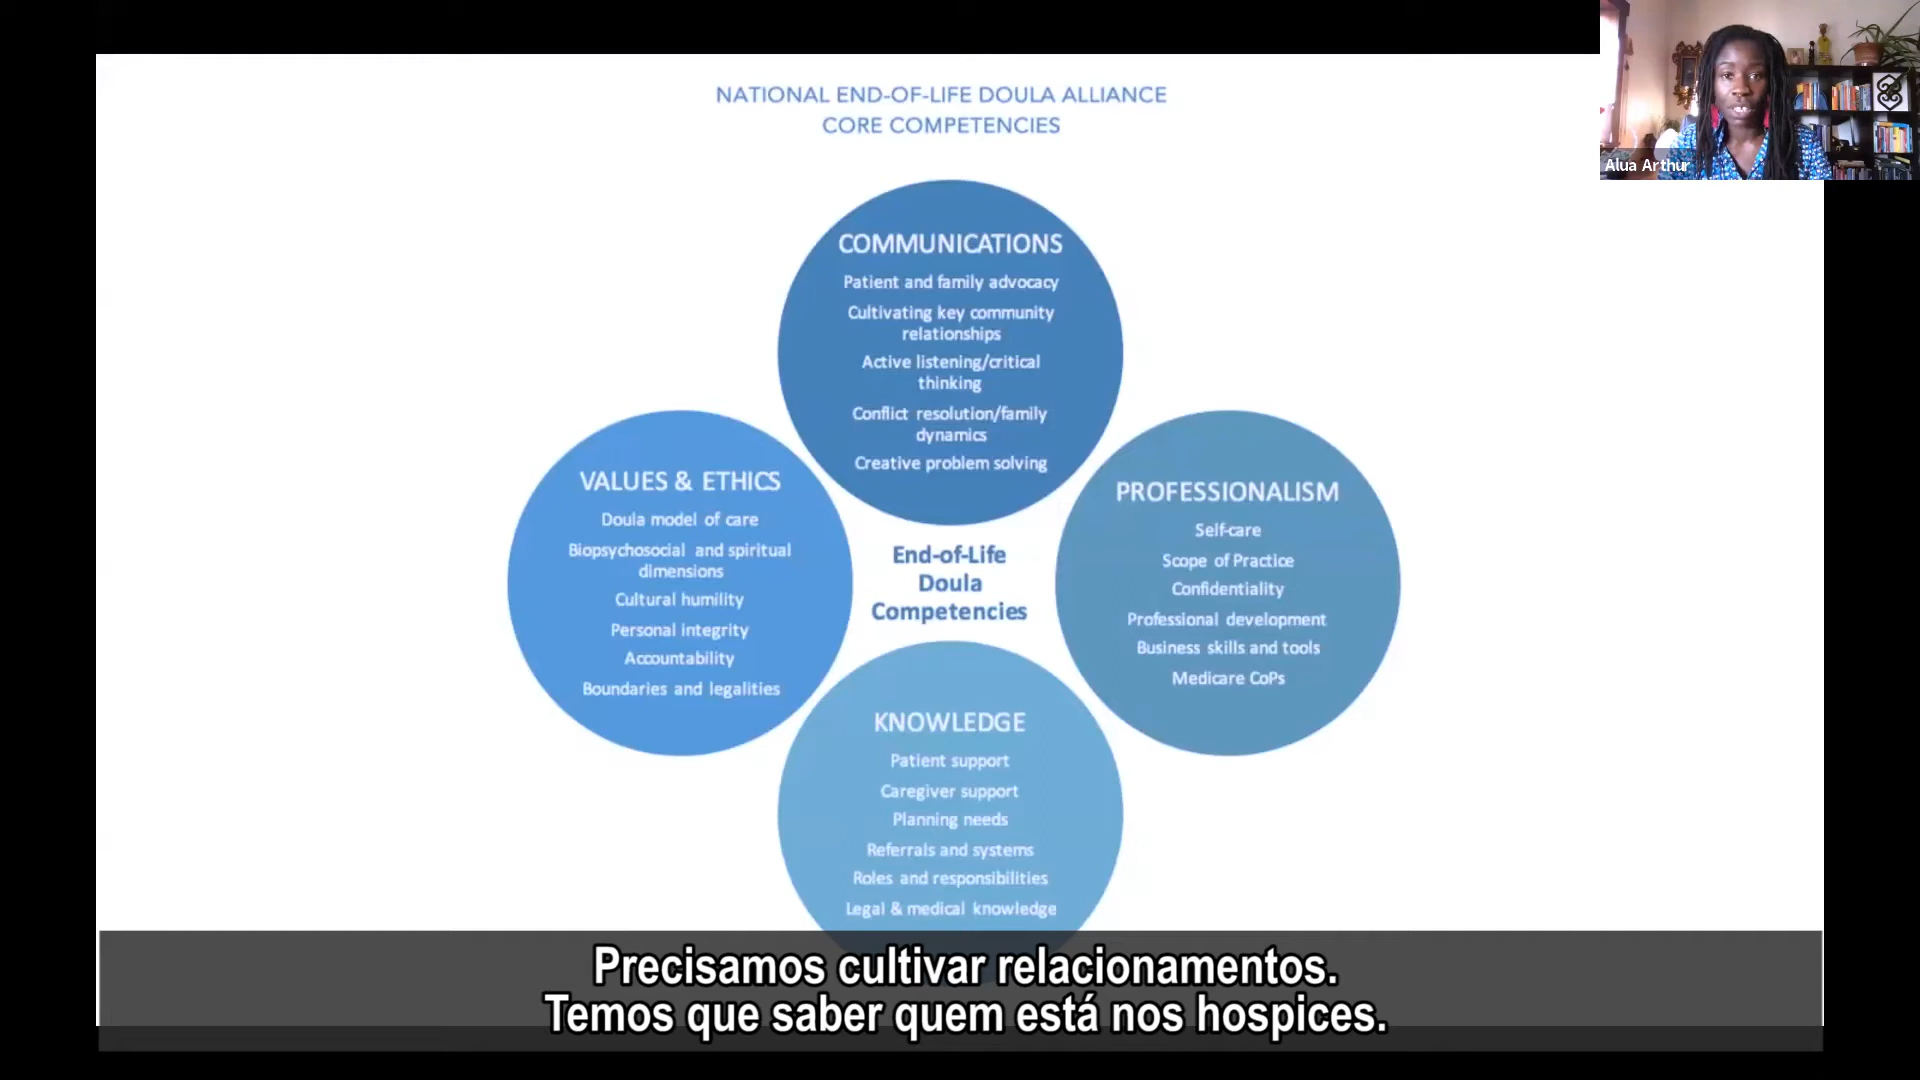 NATIONAL END-OF-LIFE DOULA ALLIANCE
CORE COMPETENCIES
Alua Arthur
COMMUNICATIONS
Patient and family advocacy
Cultivating key community
relationships
Active listening/critical
thinking
Conflict resolution/family
dynamics
Creative problem solving
VALUES & ETHICS
Doula model of care
Biopsychosocial and spiritual
dimensions
Cultural humility
Personal integrity
Accountability
Boundaries and legalities
End-of-Life
Doula
Competencies
PROFESSIONALISM
Self-care
Scope of Practice
Confidentiality
Professional development
Business skills and tools
Medicare CoPs
KNOWLEDGE
Patient support
Caregiver support
Planning needs
Referrals and systems
Roles and responsibilities
Legal & medical knowledge
Precisamos cultivar relacionamentos.
Temos que saber quem está nos hospices.